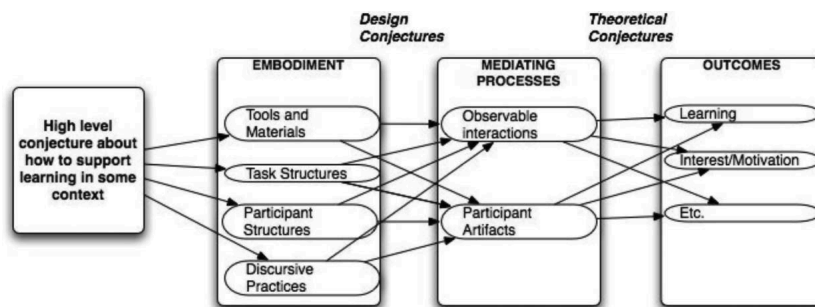 Design
Conjectures
Theoretical
Conjectures
High level
conjecture about
how to support
learning in some
context
EMBODIMENT
Tools and
Materials
Task Structures
Participant
Structures
Discursive
Practices
MEDIATING
PROCESSES
Observable
interactions
Participant
Artifacts
OUTCOMES
Learning
Interest/Motivation
Etc.